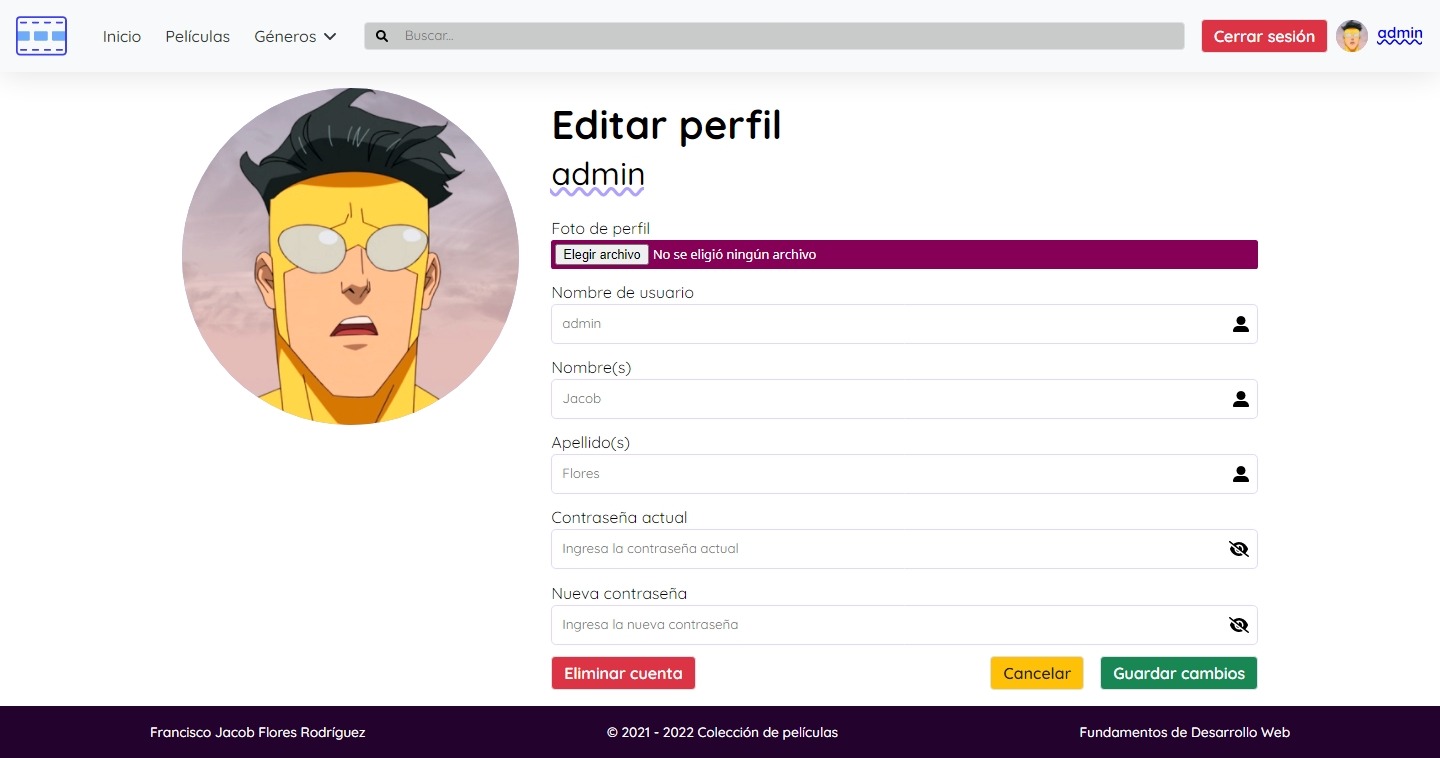 Inicio Películas Géneros Buscar... Cerrar sesión admin
Editar perfil
admin
Foto de perfil
Elegir archivo No se eligió ningún archivo
Nombre de usuario
admin
Nombre(s)
Jacob
Apellido(s)
Flores
Contraseña actual
Ingresa la contraseña actual
Nueva contraseña
Ingresa la nueva contraseña
Eliminar cuenta Cancelar Guardar cambios
Francisco Jacob Flores Rodríguez © 2021 - 2022 Colección de películas Fundamentos de Desarrollo Web